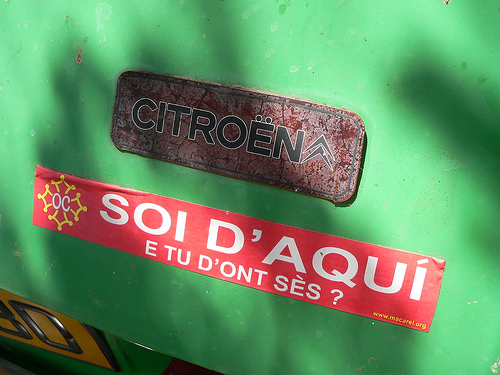 CITROËN
OC
SOI D'AQUÍ
E TU D'ONT SÈS ?
www.macarel.org